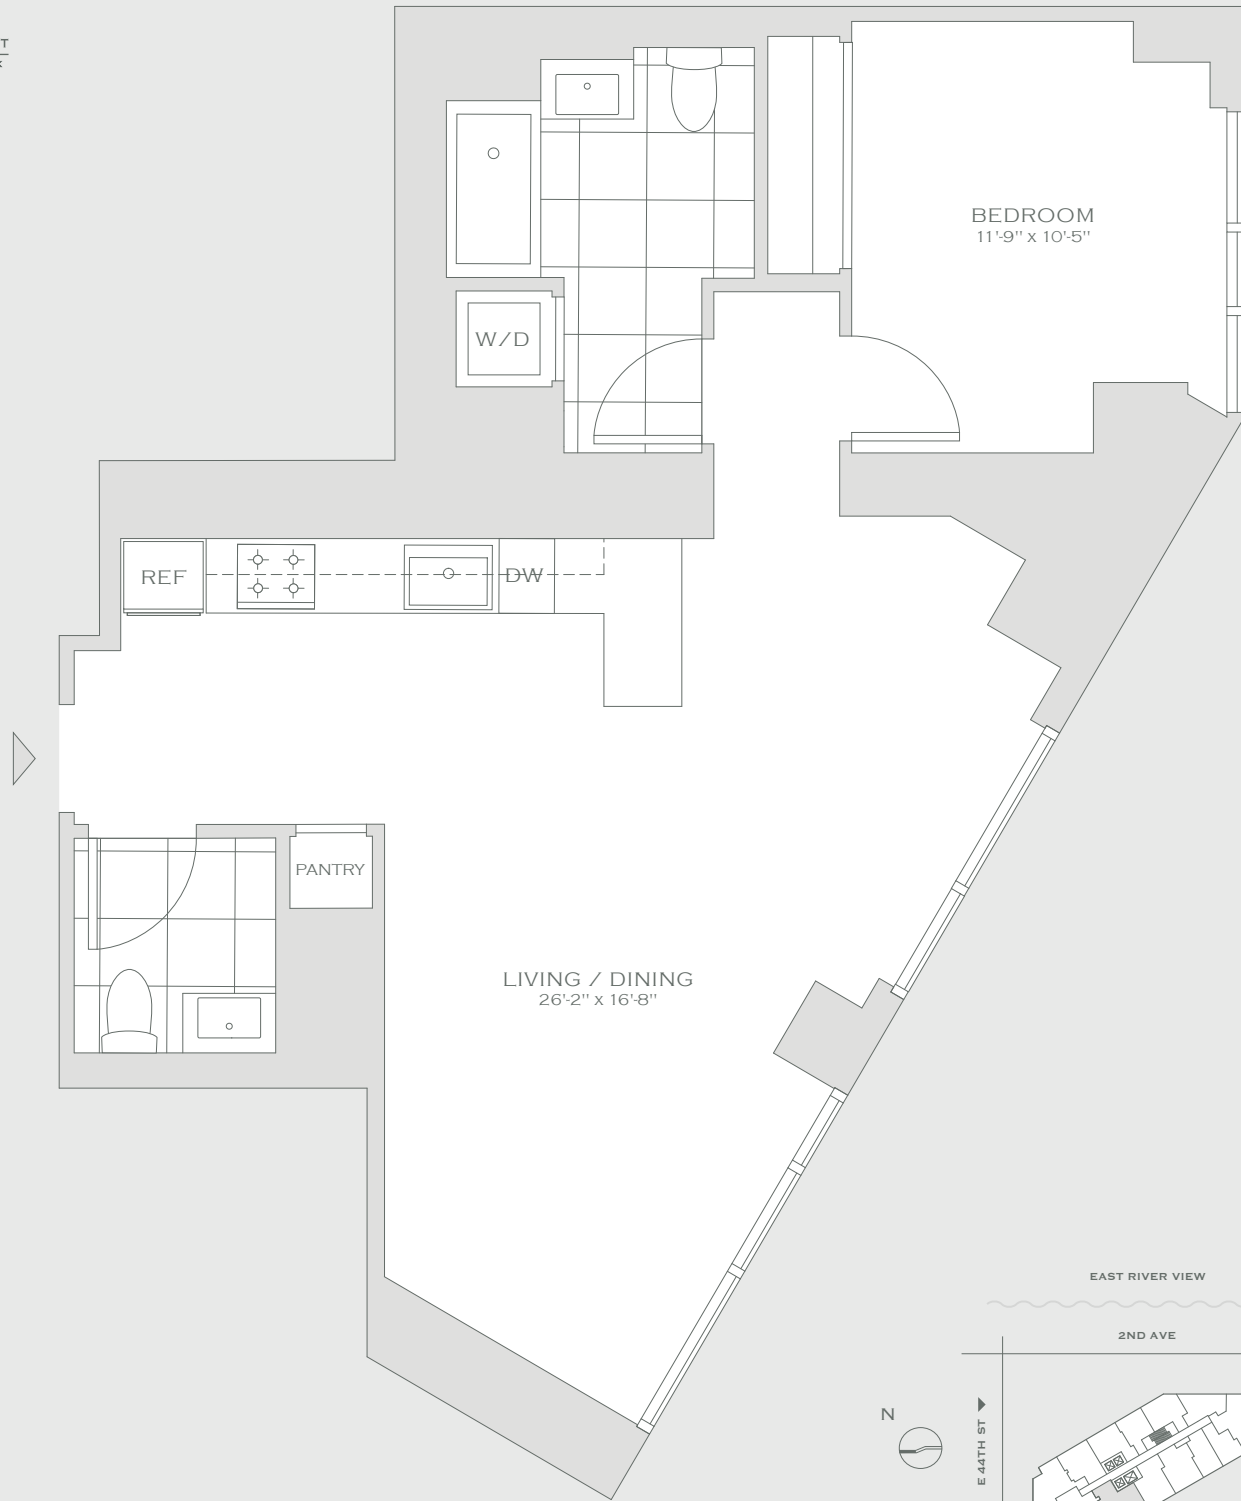 BEDROOM
11'-9" x 10'-5"
W/D
REF
DW
PANTRY
LIVING / DINING
26'-2" x 16'-8"
EAST RIVER VIEW
2ND AVE
N
E 44TH ST